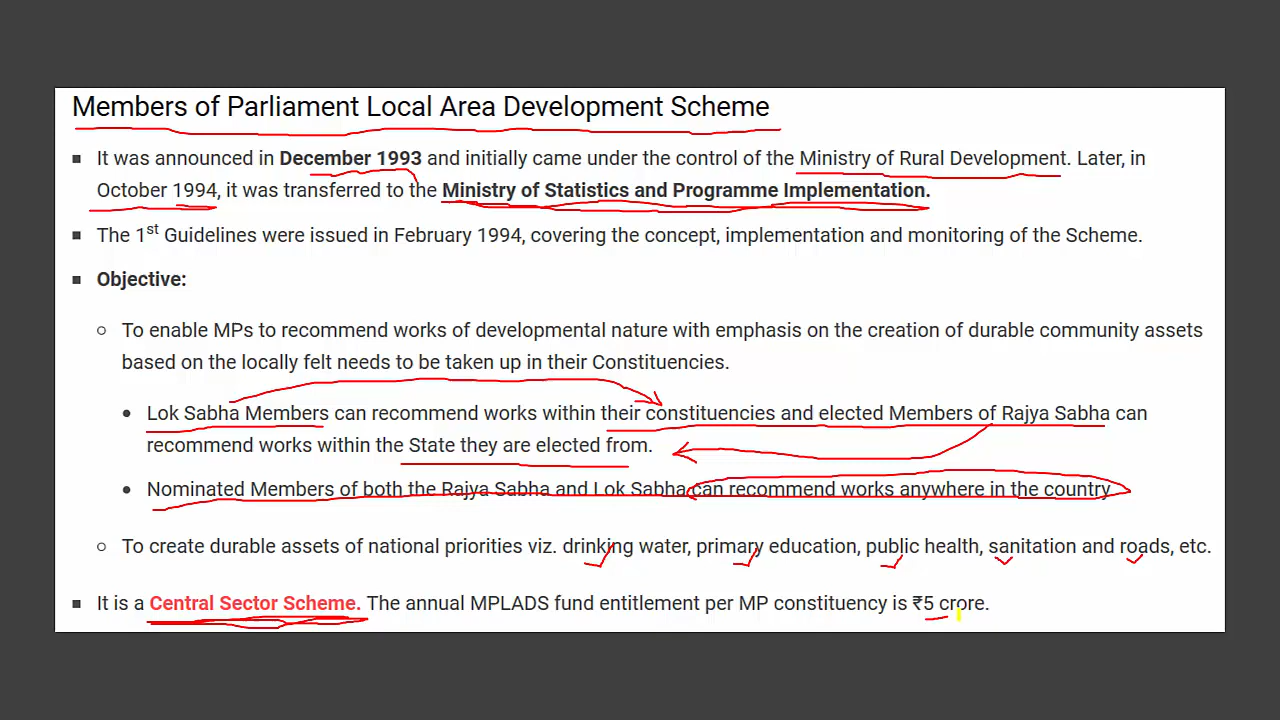 Members of Parliament Local Area Development Scheme
It was announced in December 1993 and initially came under the control of the Ministry of Rural Development. Later, in
October 1994, it was transferred to the Ministry of Statistics and Programme Implementation.
The 1st Guidelines were issued in February 1994, covering the concept, implementation and monitoring of the Scheme.
Objective:
To enable MPs to recommend works of developmental nature with emphasis on the creation of durable community assets
based on the locally felt needs to be taken up in their Constituencies.
Lok Sabha Members can recommend works within their constituencies and elected Members of Rajya Sabha can
recommend works within the State they are elected from.
Nominated Members of both the Rajya Sabha and Lok Sabha can recommend works anywhere in the country
To create durable assets of national priorities viz. drinking water, primary education, public health, sanitation and roads, etc.
It is a Central Sector Scheme. The annual MPLADS fund entitlement per MP constituency is ₹5 crore.